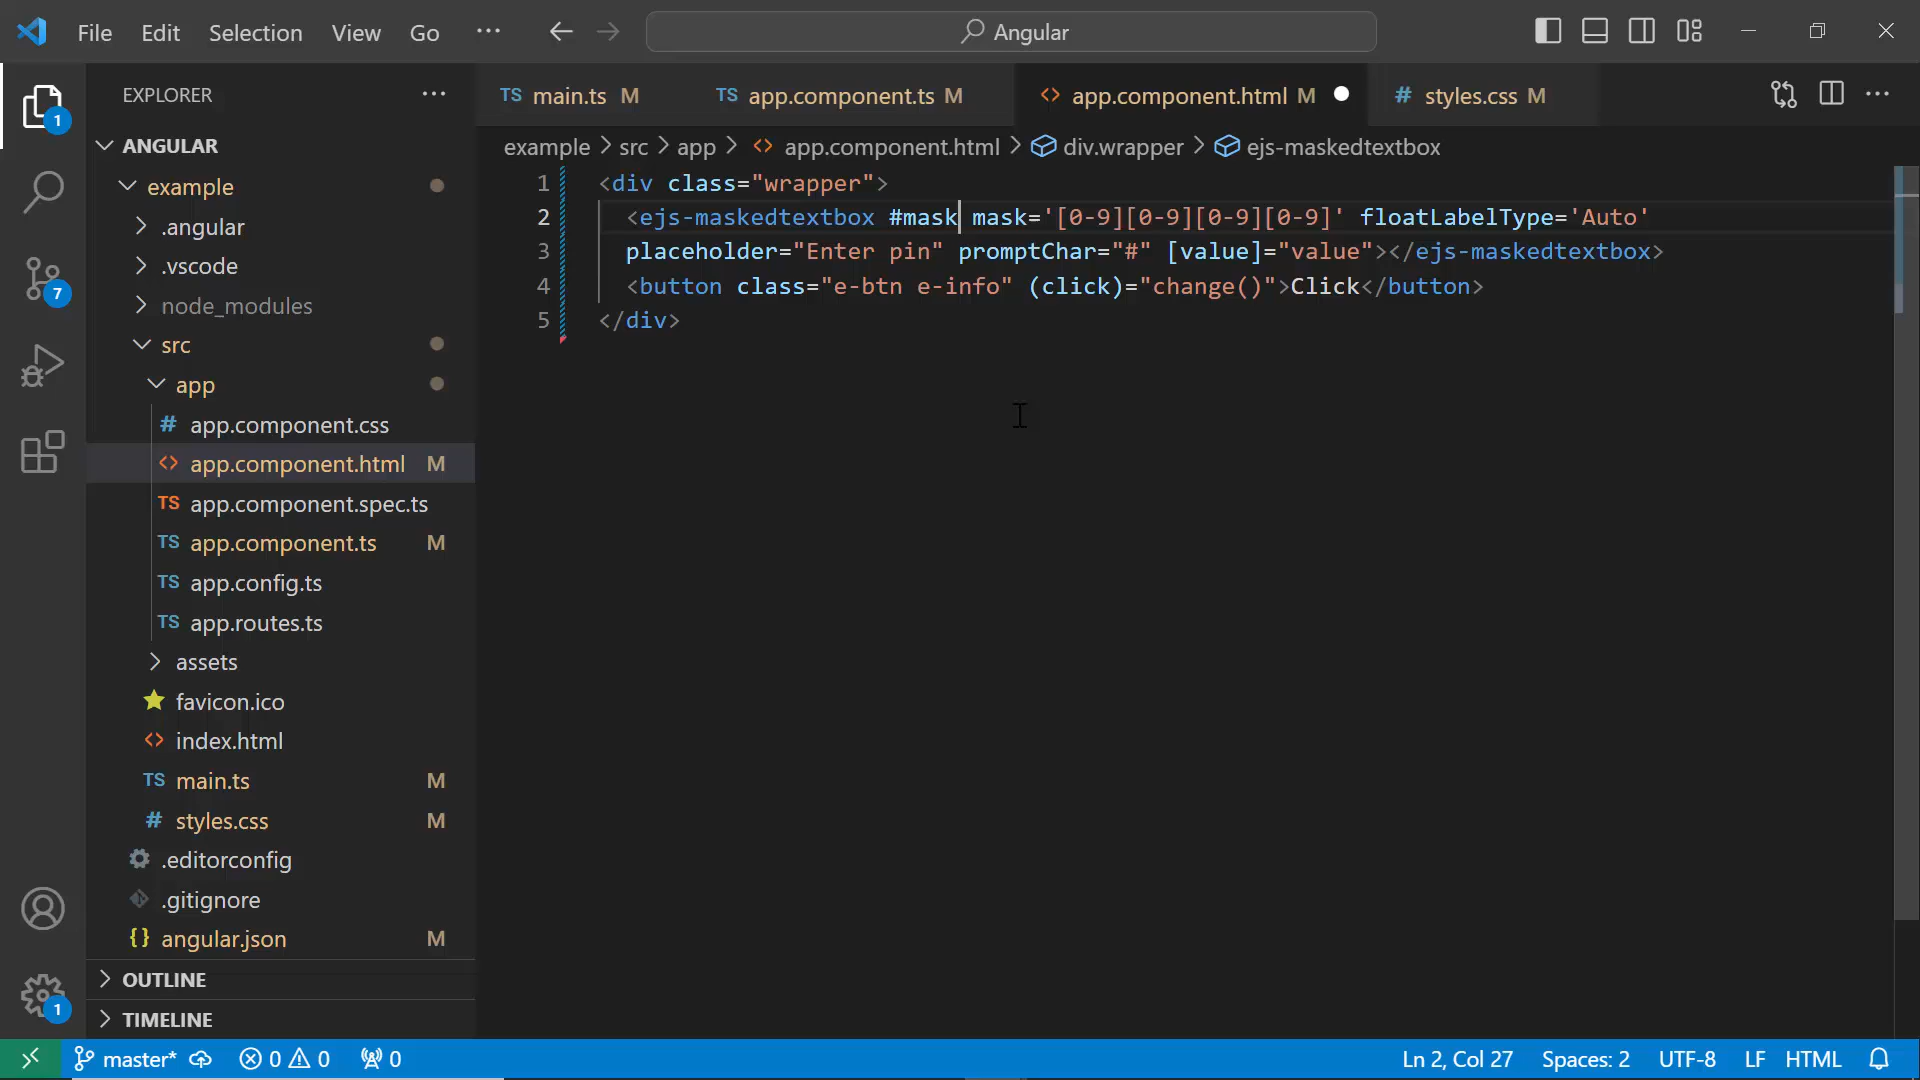 File Edit Selection View Go ··· Angular
EXPLORER ···
1
ANGULAR
example
.angular
.vscode
node_modules
src
app
# app.component.css
<> app.component.html M
TS app.component.spec.ts
TS app.component.ts M
TS app.config.ts
TS app.routes.ts
assets
favicon.ico
<> index.html
TS main.ts M
# styles.css M
.editorconfig
.gitignore
{} angular.json M
OUTLINE
TIMELINE
7
1
TS main.ts M TS app.component.ts M <> app.component.html M # styles.css M ···
example > src > app > <> app.component.html > div.wrapper > ejs-maskedtextbox
1 <div class="wrapper">
2 <ejs-maskedtextbox #mask mask='[0-9][0-9][0-9][0-9]' floatLabelType='Auto'
3 placeholder="Enter pin" promptChar="#" [value]="value"></ejs-maskedtextbox>
4 <button class="e-btn e-info" (click)="change()">Click</button>
5 </div>
master* 0 0 0 Ln 2, Col 27 Spaces: 2 UTF-8 LF HTML